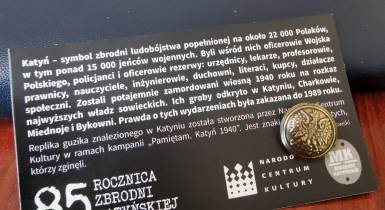 Katyń – symbol zbrodni ludobójstwa popełnionej na około 22 000 Polaków,
w tym ponad 15 000 jeńców wojennych. Byli wśród nich oficerowie Wojska
Polskiego, policjanci i oficerowie rezerwy: urzędnicy, lekarze, profesorowie,
prawnicy, nauczyciele, inżynierowie, duchowni, literaci, kupcy, działacze
społeczni. Zostali potajemnie zamordowani wiosną 1940 roku na rozkaz
najwyższych władz sowieckich. Ich groby odkryto w Katyniu, Charkowie,
Miednoje i Bykowni. Prawda o tych wydarzeniach była zakazana do 1989 roku.
Replika guzika znalezionego w Katyniu została stworzona przez Centrum
Kultury w ramach kampanii „Pamiętam. Katyń 1940”. Jest
którzy zginęli.
85 ROCZNICA
ZBRODNI
KATYŃSKIEJ
NARODO
CENTRUM
KULTURY
MK